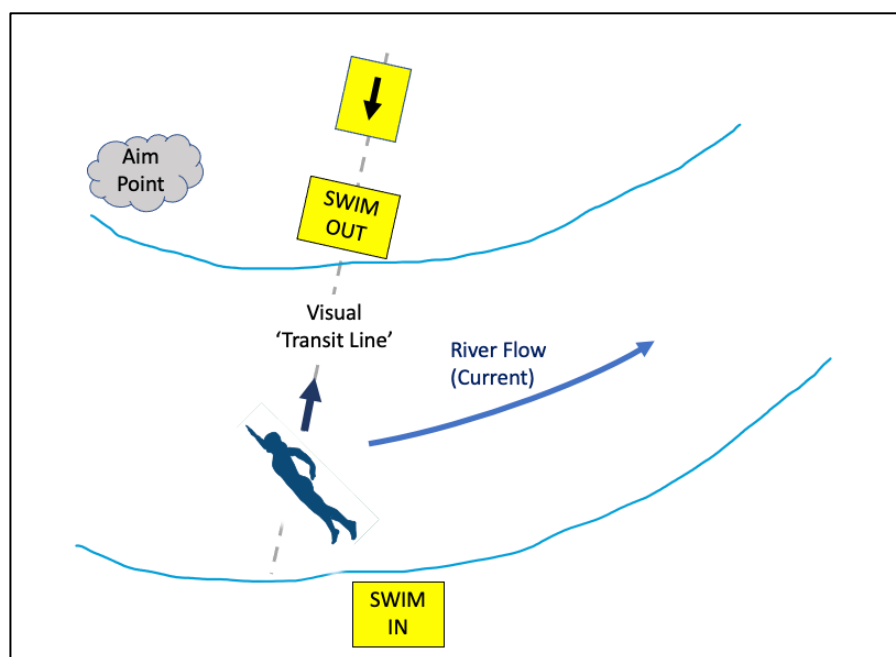 Aim
Point
SWIM
OUT
Visual
‘Transit Line’
River Flow
(Current)
SWIM
IN